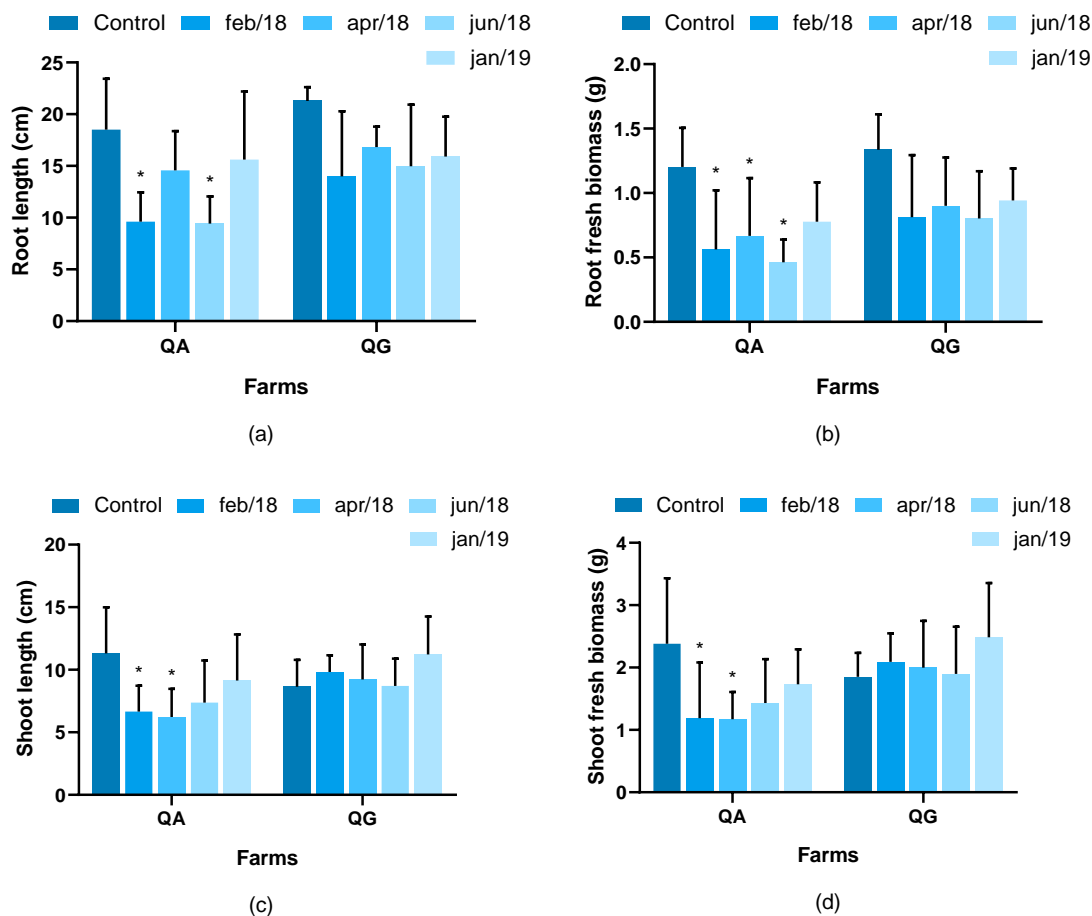 Control feb/18 apr/18 jun/18
jan/19
25
20
15
10
5
0
Root length (cm)
* *
QA QG
Farms
(a)
Control feb/18 apr/18 jun/18
jan/19
2.0
1.5
1.0
0.5
0.0
Root fresh biomass (g)
* * *
QA QG
Farms
(b)
Control feb/18 apr/18 jun/18
jan/19
20
15
10
5
0
Shoot length (cm)
* *
QA QG
Farms
(c)
Control feb/18 apr/18 jun/18
jan/19
4
3
2
1
0
Shoot fresh biomass (g)
* *
QA QG
Farms
(d)